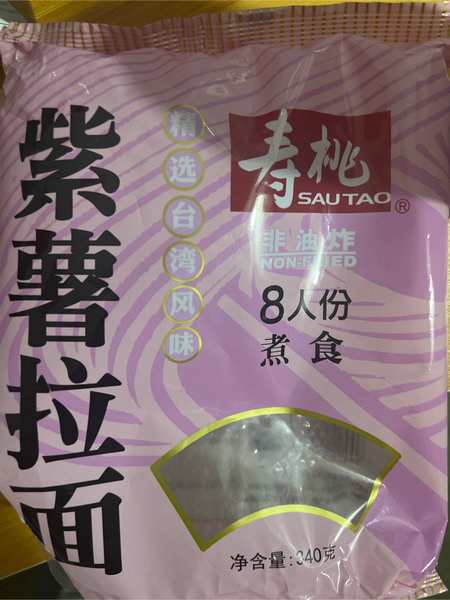 紫薯拉面
精选台湾风味
寿桃
SAUTAO®
非油炸
NON-FRIED
8人份
煮食
净含量:340克